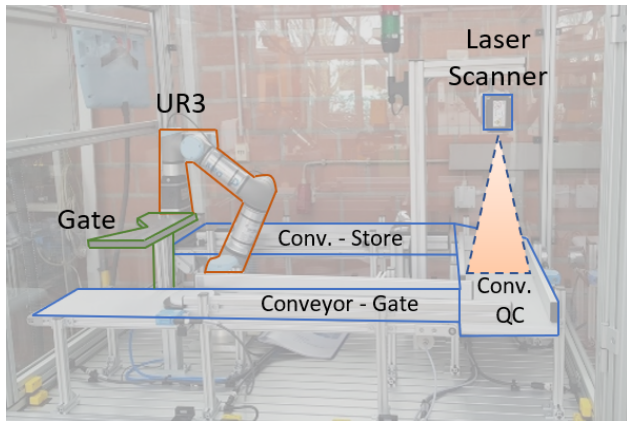 Laser
Scanner
UR3
Gate
Conv. - Store
Conveyor - Gate
Conv.
QC